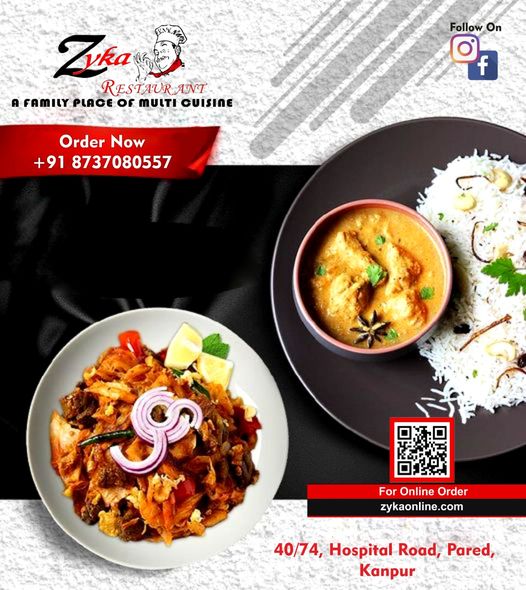 Zyka
RESTAURANT
A FAMILY PLACE OF MULTI CUISINE
Follow On
Order Now
+91 8737080557
For Online Order
zykaonline.com
40/74, Hospital Road, Pared,
Kanpur